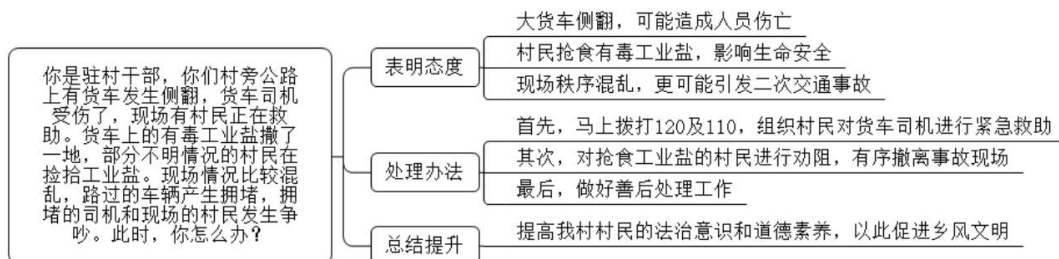 你是驻村干部，你们村旁公路
上有货车发生侧翻，货车司机
受伤了，现场有村民正在救
助。货车上的有毒工业盐撒了
一地，部分不明情况的村民在
捡拾工业盐。现场情况比较混
乱，路过的车辆产生拥堵，拥
堵的司机和现场的村民发生争
吵。此时，你怎么办？
表明态度
大货车侧翻，可能造成人员伤亡
村民抢食有毒工业盐，影响生命安全
现场秩序混乱，更可能引发二次交通事故
处理办法
首先，马上拨打120及110，组织村民对货车司机进行紧急救助
其次，对抢食工业盐的村民进行劝阻，有序撤离事故现场
最后，做好善后处理工作
总结提升
提高我村村民的法治意识和道德素养，以此促进乡风文明